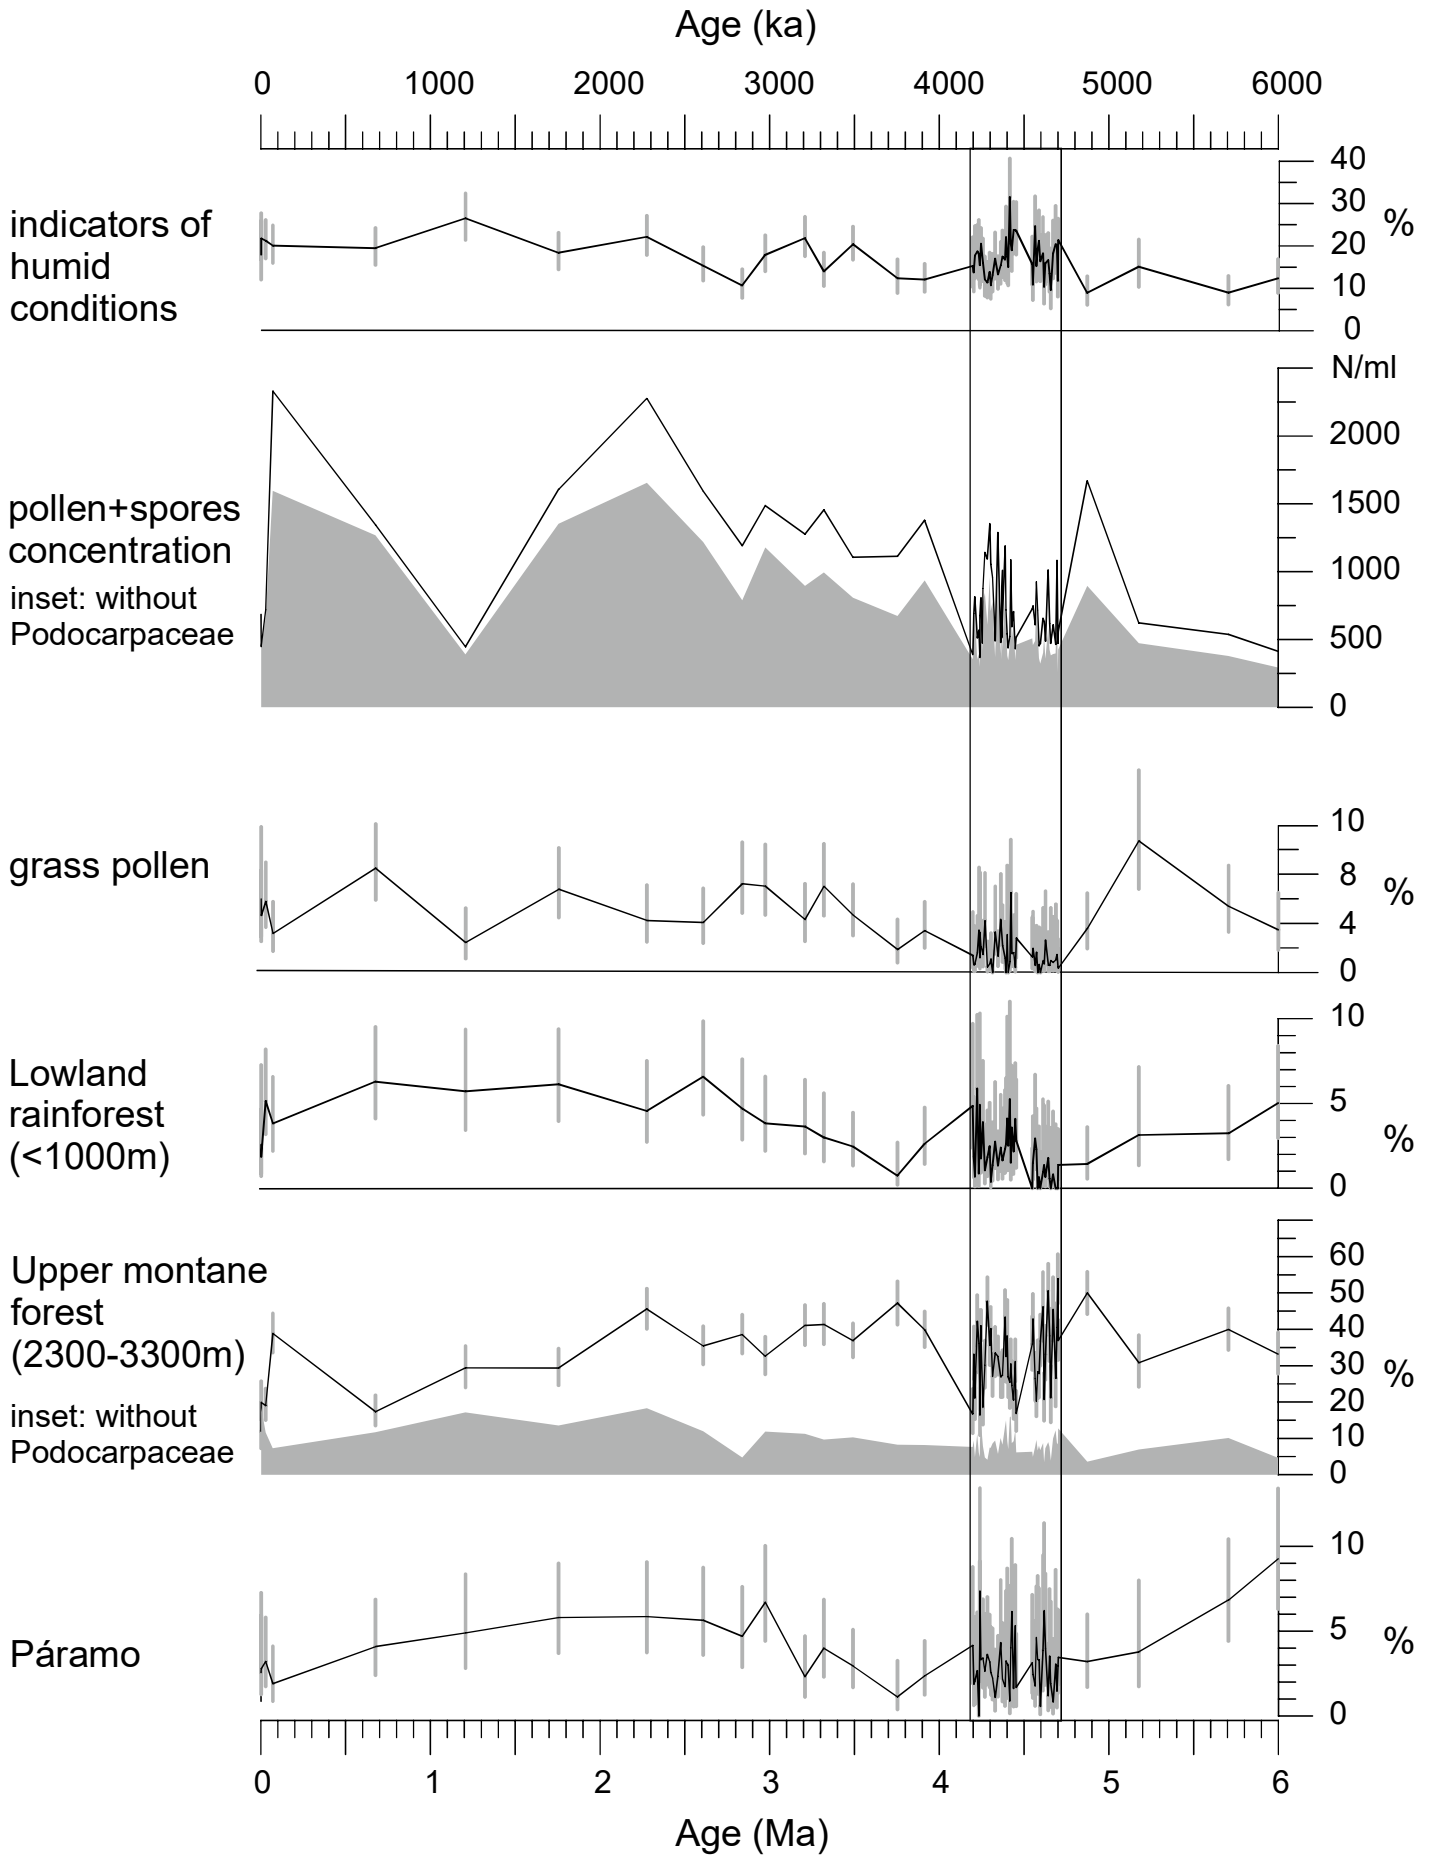 Age (ka)
0 1000 2000 3000 4000 5000 6000
indicators of
humid
conditions
40
30
20
10
0
%
pollen+spores
concentration
inset: without
Podocarpaceae
N/ml
2000
1500
1000
500
0
grass pollen
10
8
4
0
%
Lowland
rainforest
(<1000m)
10
5
0
%
Upper montane
forest
(2300-3300m)
inset: without
Podocarpaceae
60
50
40
30
20
10
0
%
Páramo
10
5
0
%
0 1 2 3 4 5 6
Age (Ma)